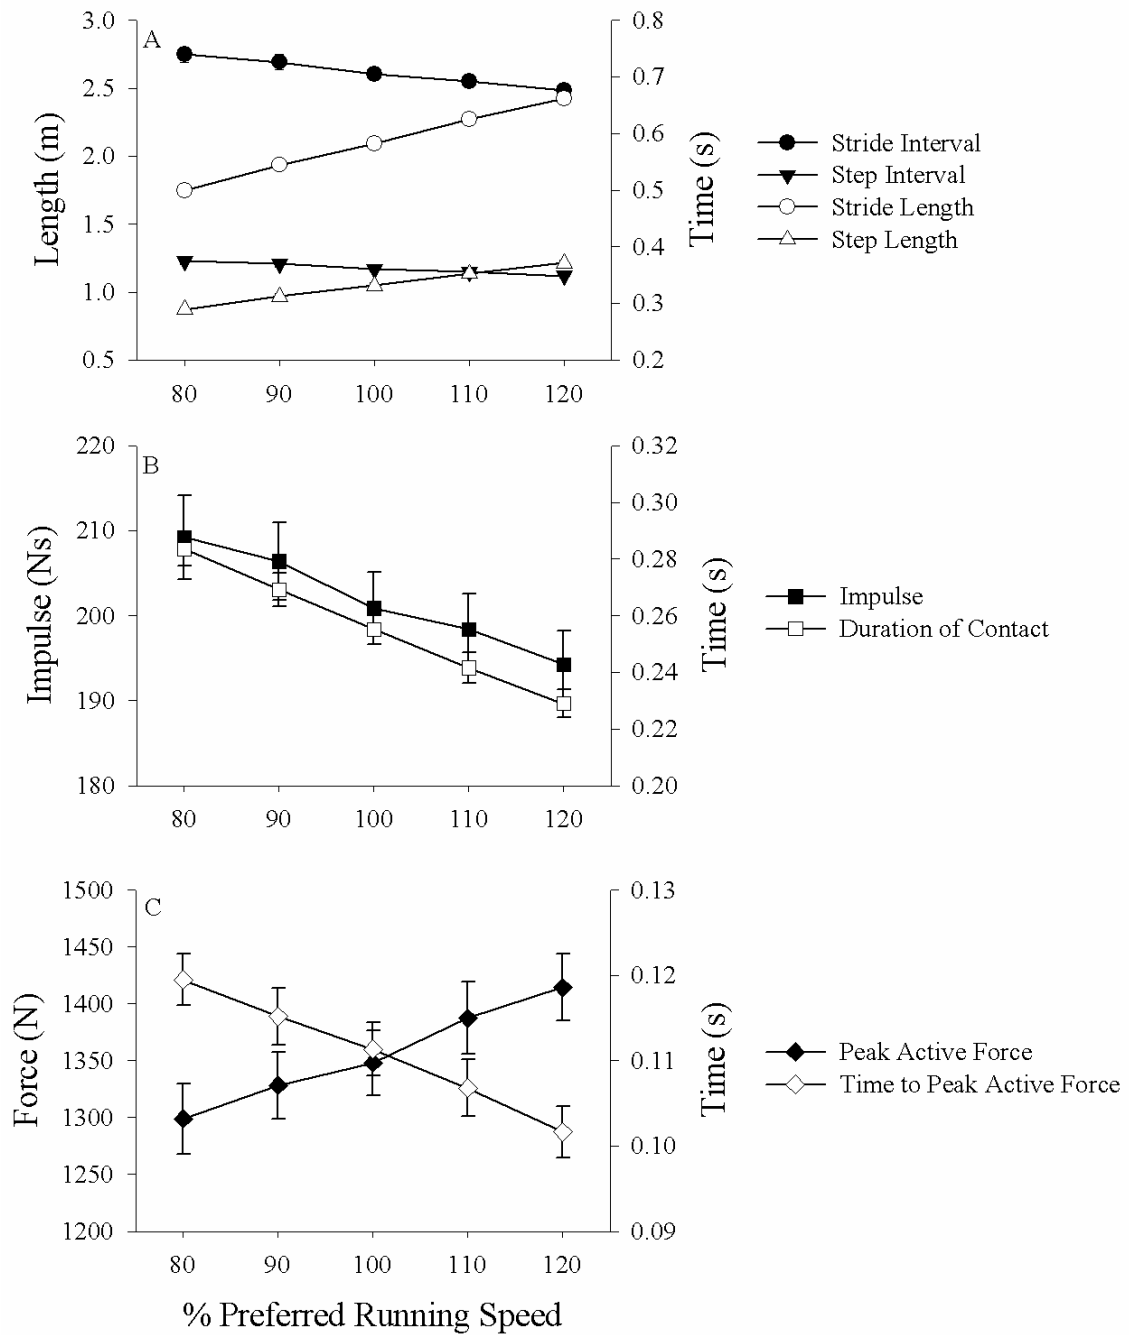 A
3.0
2.5
2.0
1.5
1.0
0.5
Length (m)
0.8
0.7
0.6
0.5
0.4
0.3
0.2
Time (s)
80 90 100 110 120
Stride Interval
Step Interval
Stride Length
Step Length
B
220
210
200
190
180
Impulse (Ns)
0.32
0.30
0.28
0.26
0.24
0.22
0.20
Time (s)
80 90 100 110 120
Impulse
Duration of Contact
C
1500
1450
1400
1350
1300
1250
1200
Force (N)
0.13
0.12
0.11
0.10
0.09
Time (s)
80 90 100 110 120
Peak Active Force
Time to Peak Active Force
% Preferred Running Speed